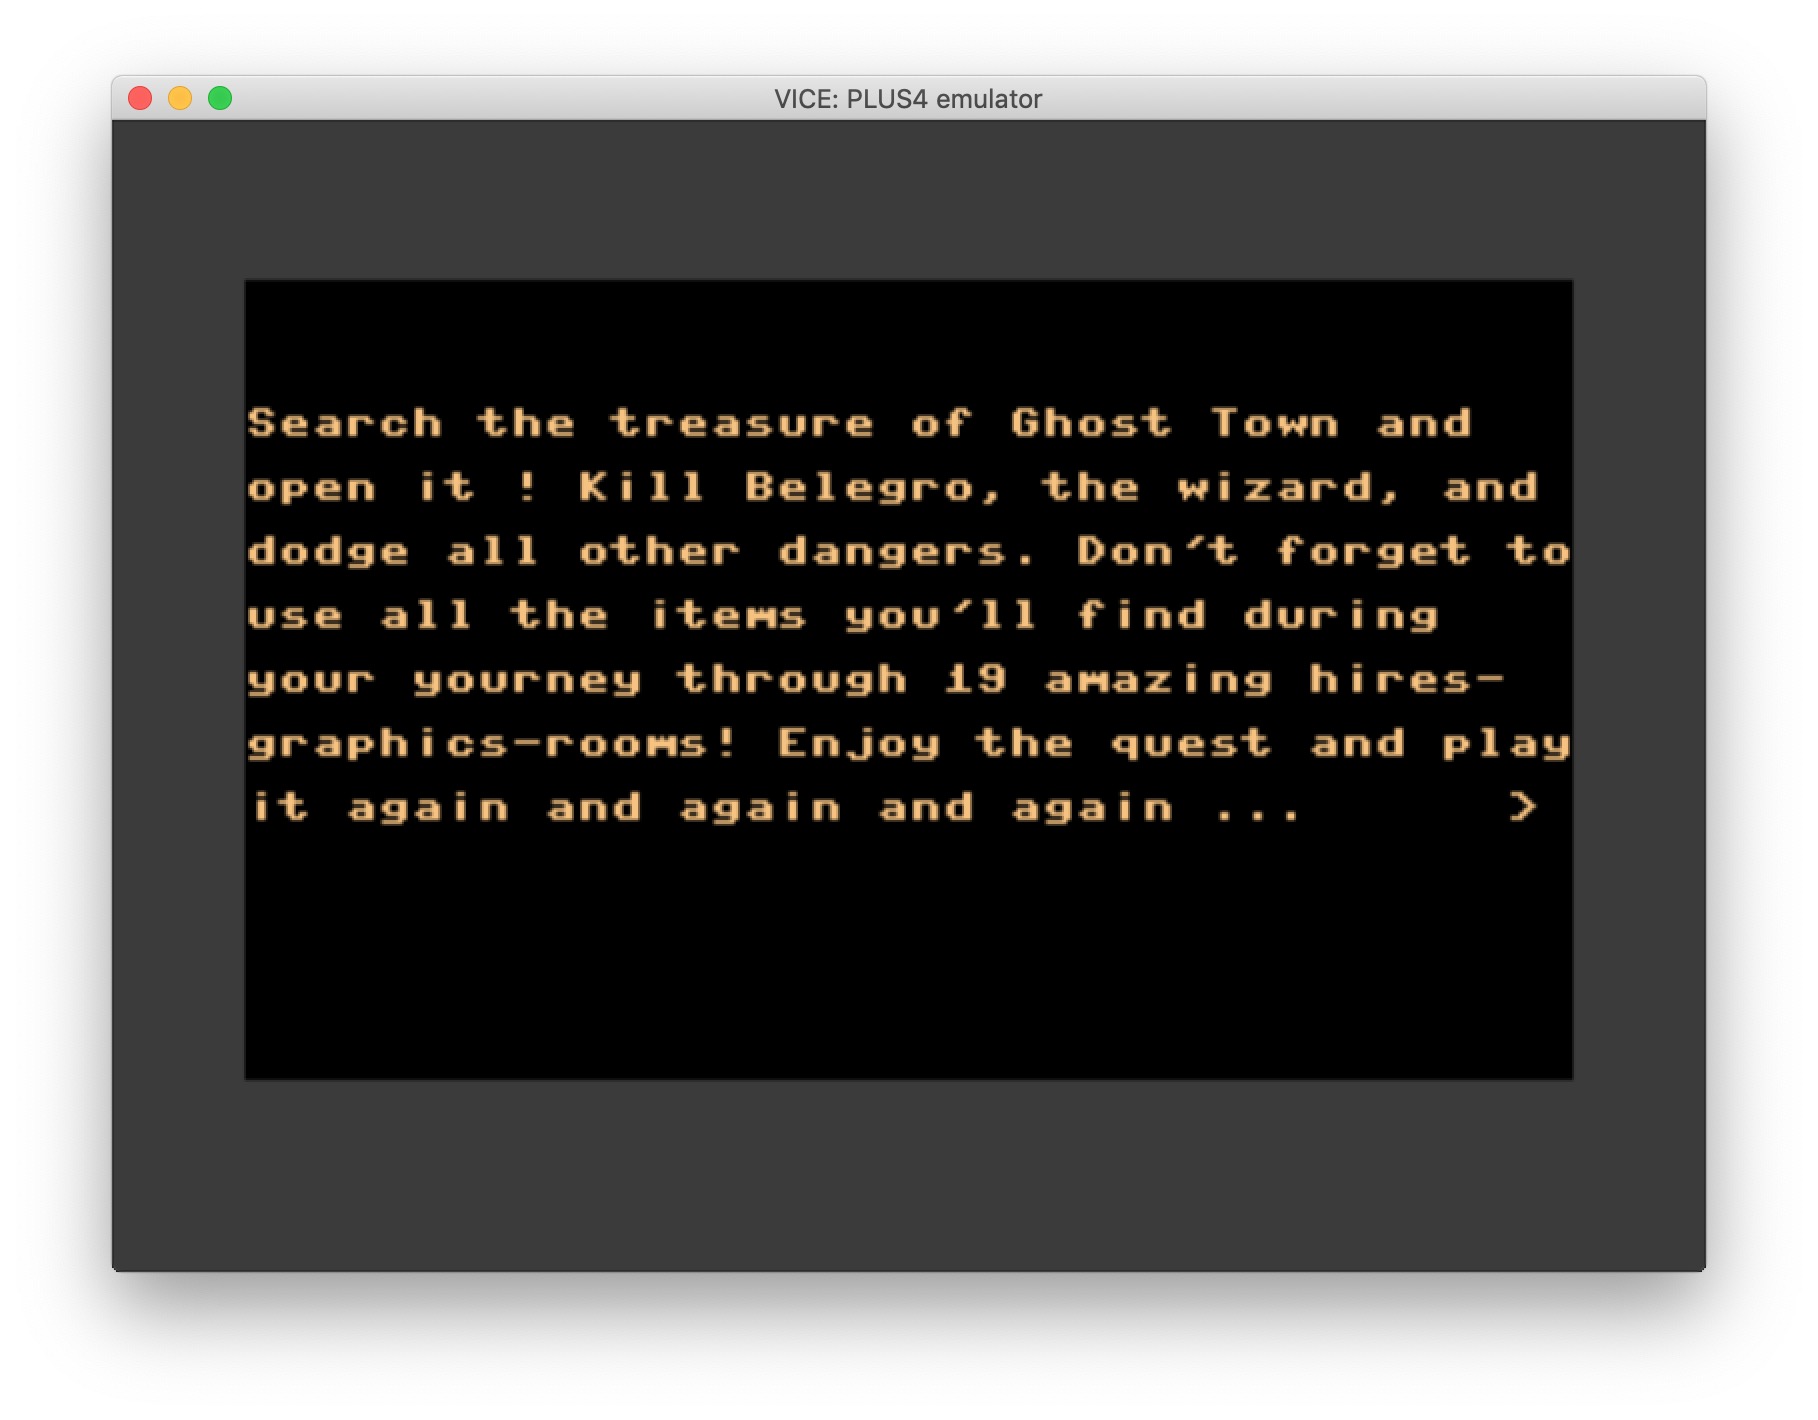 VICE: PLUS4 emulator
Search the treasure of Ghost Town and
open it ! Kill Belegro, the wizard, and
dodge all other dangers. Don´t forget to
use all the items you´ll find during
your yourney through 19 amazing hires-
graphics-rooms! Enjoy the quest and play
it again and again and again ... >